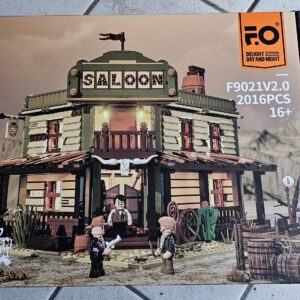 FO
DELIGHT
DAY AND NIGHT
F9021V2.0
2016PCS
16+
SALOON